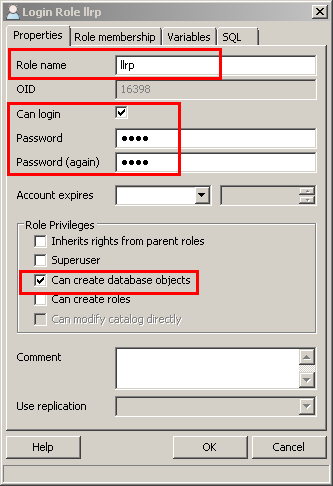 Login Role llrp
Properties Role membership Variables SQL
Role name llrp
OID 16398
Can login
Password ●●●●
Password (again) ●●●●
Account expires
Role Privileges
Inherits rights from parent roles
Superuser
Can create database objects
Can create roles
Can modify catalog directly
Comment
Use replication
Help OK Cancel